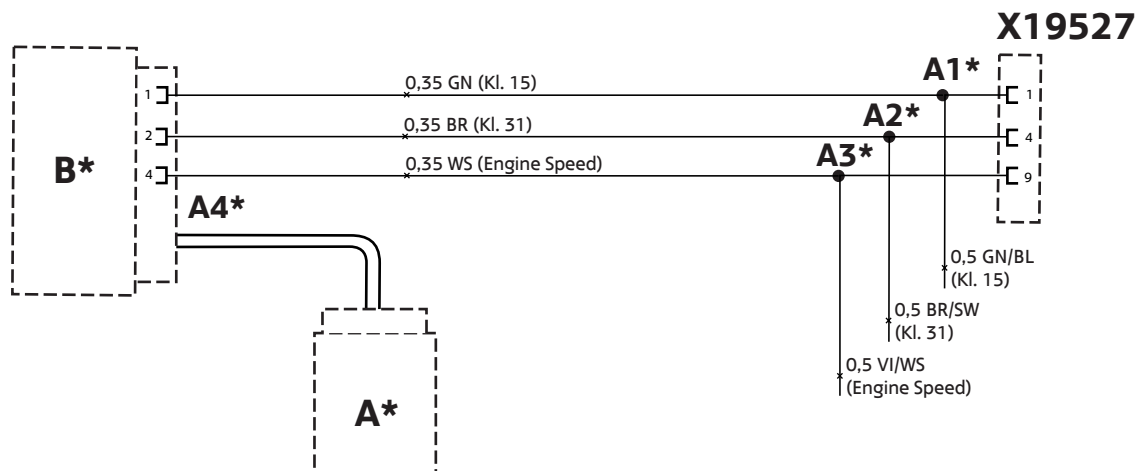 X19527
A1*
0,35 GN (Kl. 15)
1
1
A2*
0,35 BR (Kl. 31)
2
4
A3*
0,35 WS (Engine Speed)
B*
4
9
A4*
0,5 GN/BL
(Kl. 15)
0,5 BR/SW
(Kl. 31)
0,5 VI/WS
(Engine Speed)
A*